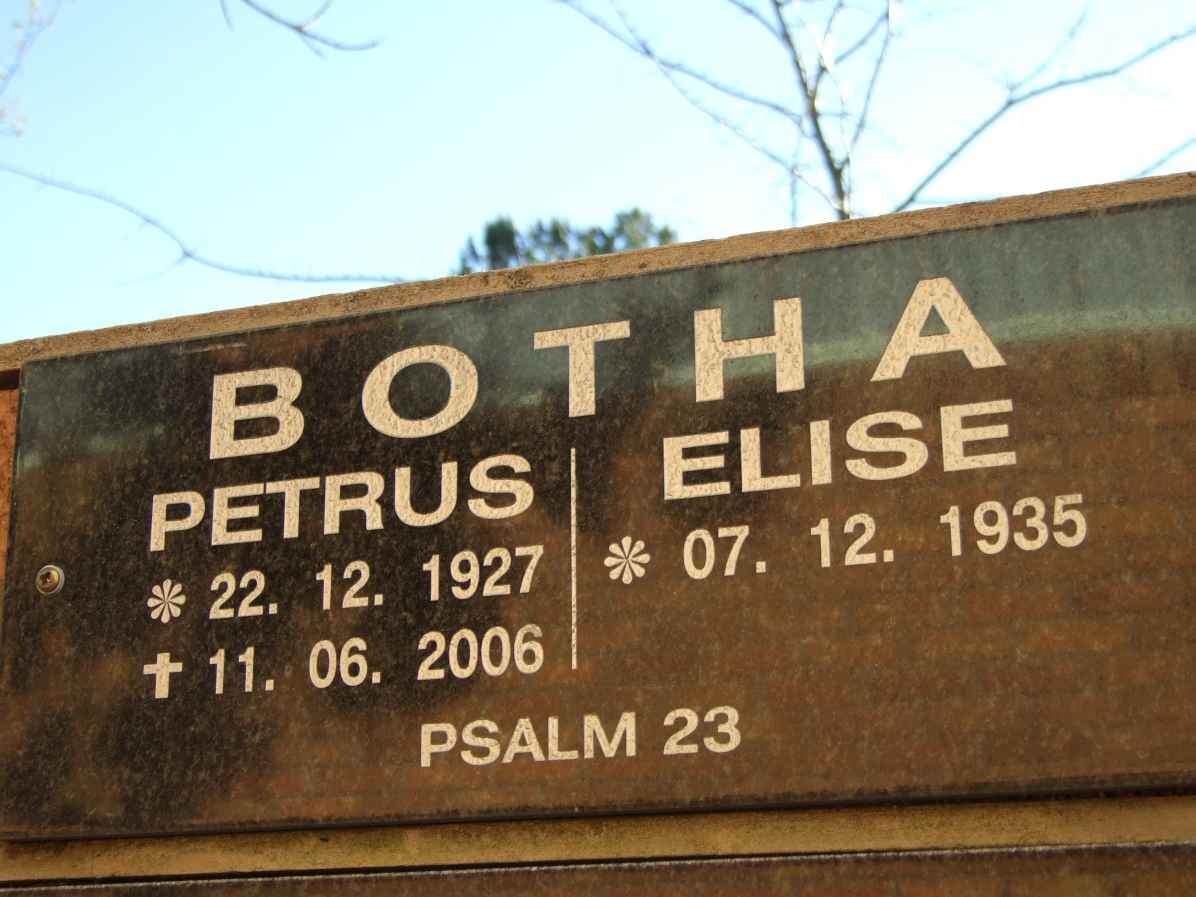 BOTHA
PETRUS
22. 12. 1927
11. 06. 2006
ELISE
07. 12. 1935
PSALM 23